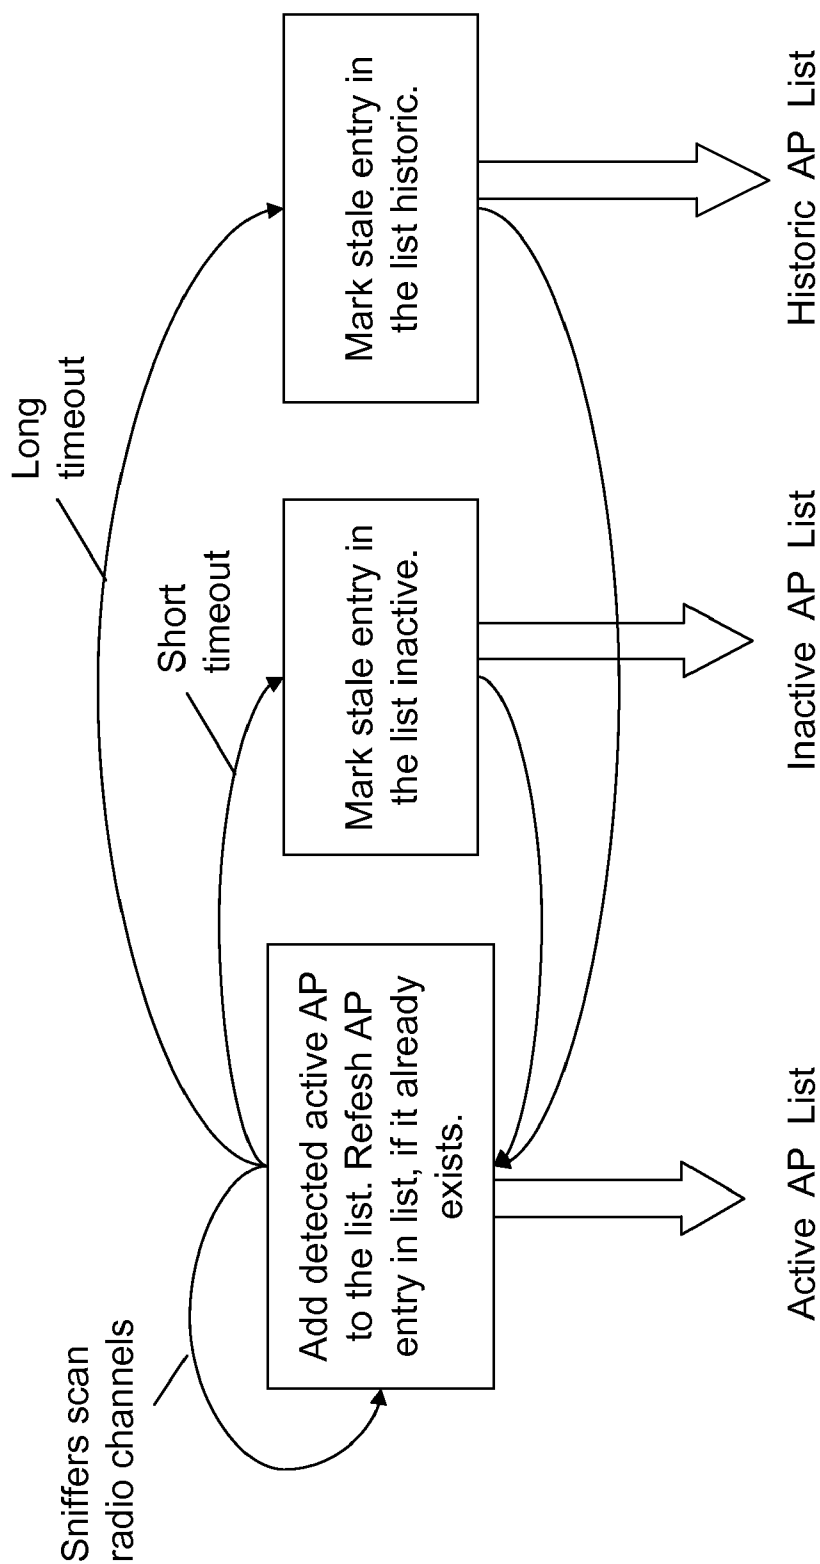 Sniffers scan
radio channels
Short
timeout
Long
timeout
Add detected active AP
to the list. Refesh AP
entry in list, if it already
exists.
Mark stale entry in
the list inactive.
Mark stale entry in
the list historic.
Active AP List
Inactive AP List
Historic AP List